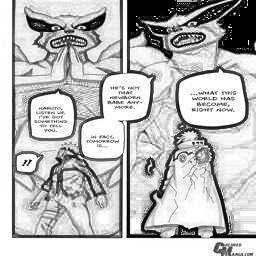 NARUTO,
LISTEN UP,
I'VE GOT
SOMETHING
TO TELL
YOU.
!?
HE'S NOT
THAT
NEWBORN
BABE ANY-
MORE.
IN FACT,
TOMORROW
IS...
...WHAT THIS
WORLD HAS
BECOME,
RIGHT NOW.